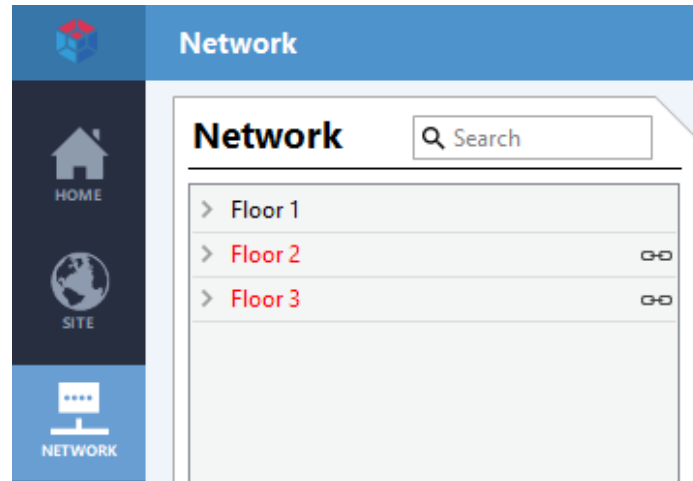 Network
Network
Search
HOME
Floor 1
Floor 2
Floor 3
SITE
NETWORK